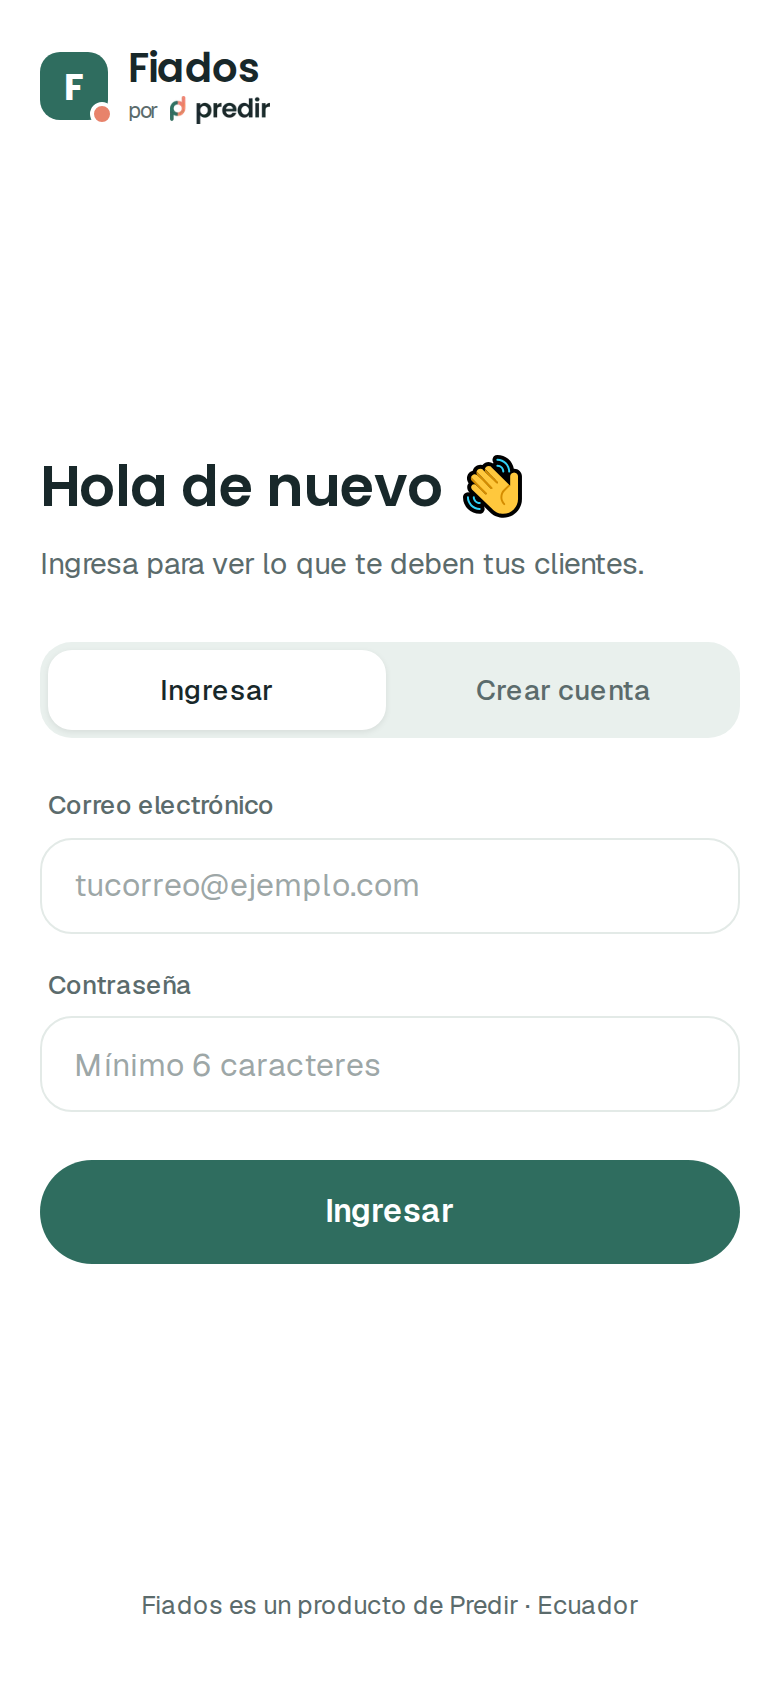 F
Fiados
por predir
Hola de nuevo 👋
Ingresa para ver lo que te deben tus clientes.
Ingresar
Crear cuenta
Correo electrónico
tucorreo@ejemplo.com
Contraseña
Mínimo 6 caracteres
Ingresar
Fiados es un producto de Predir · Ecuador